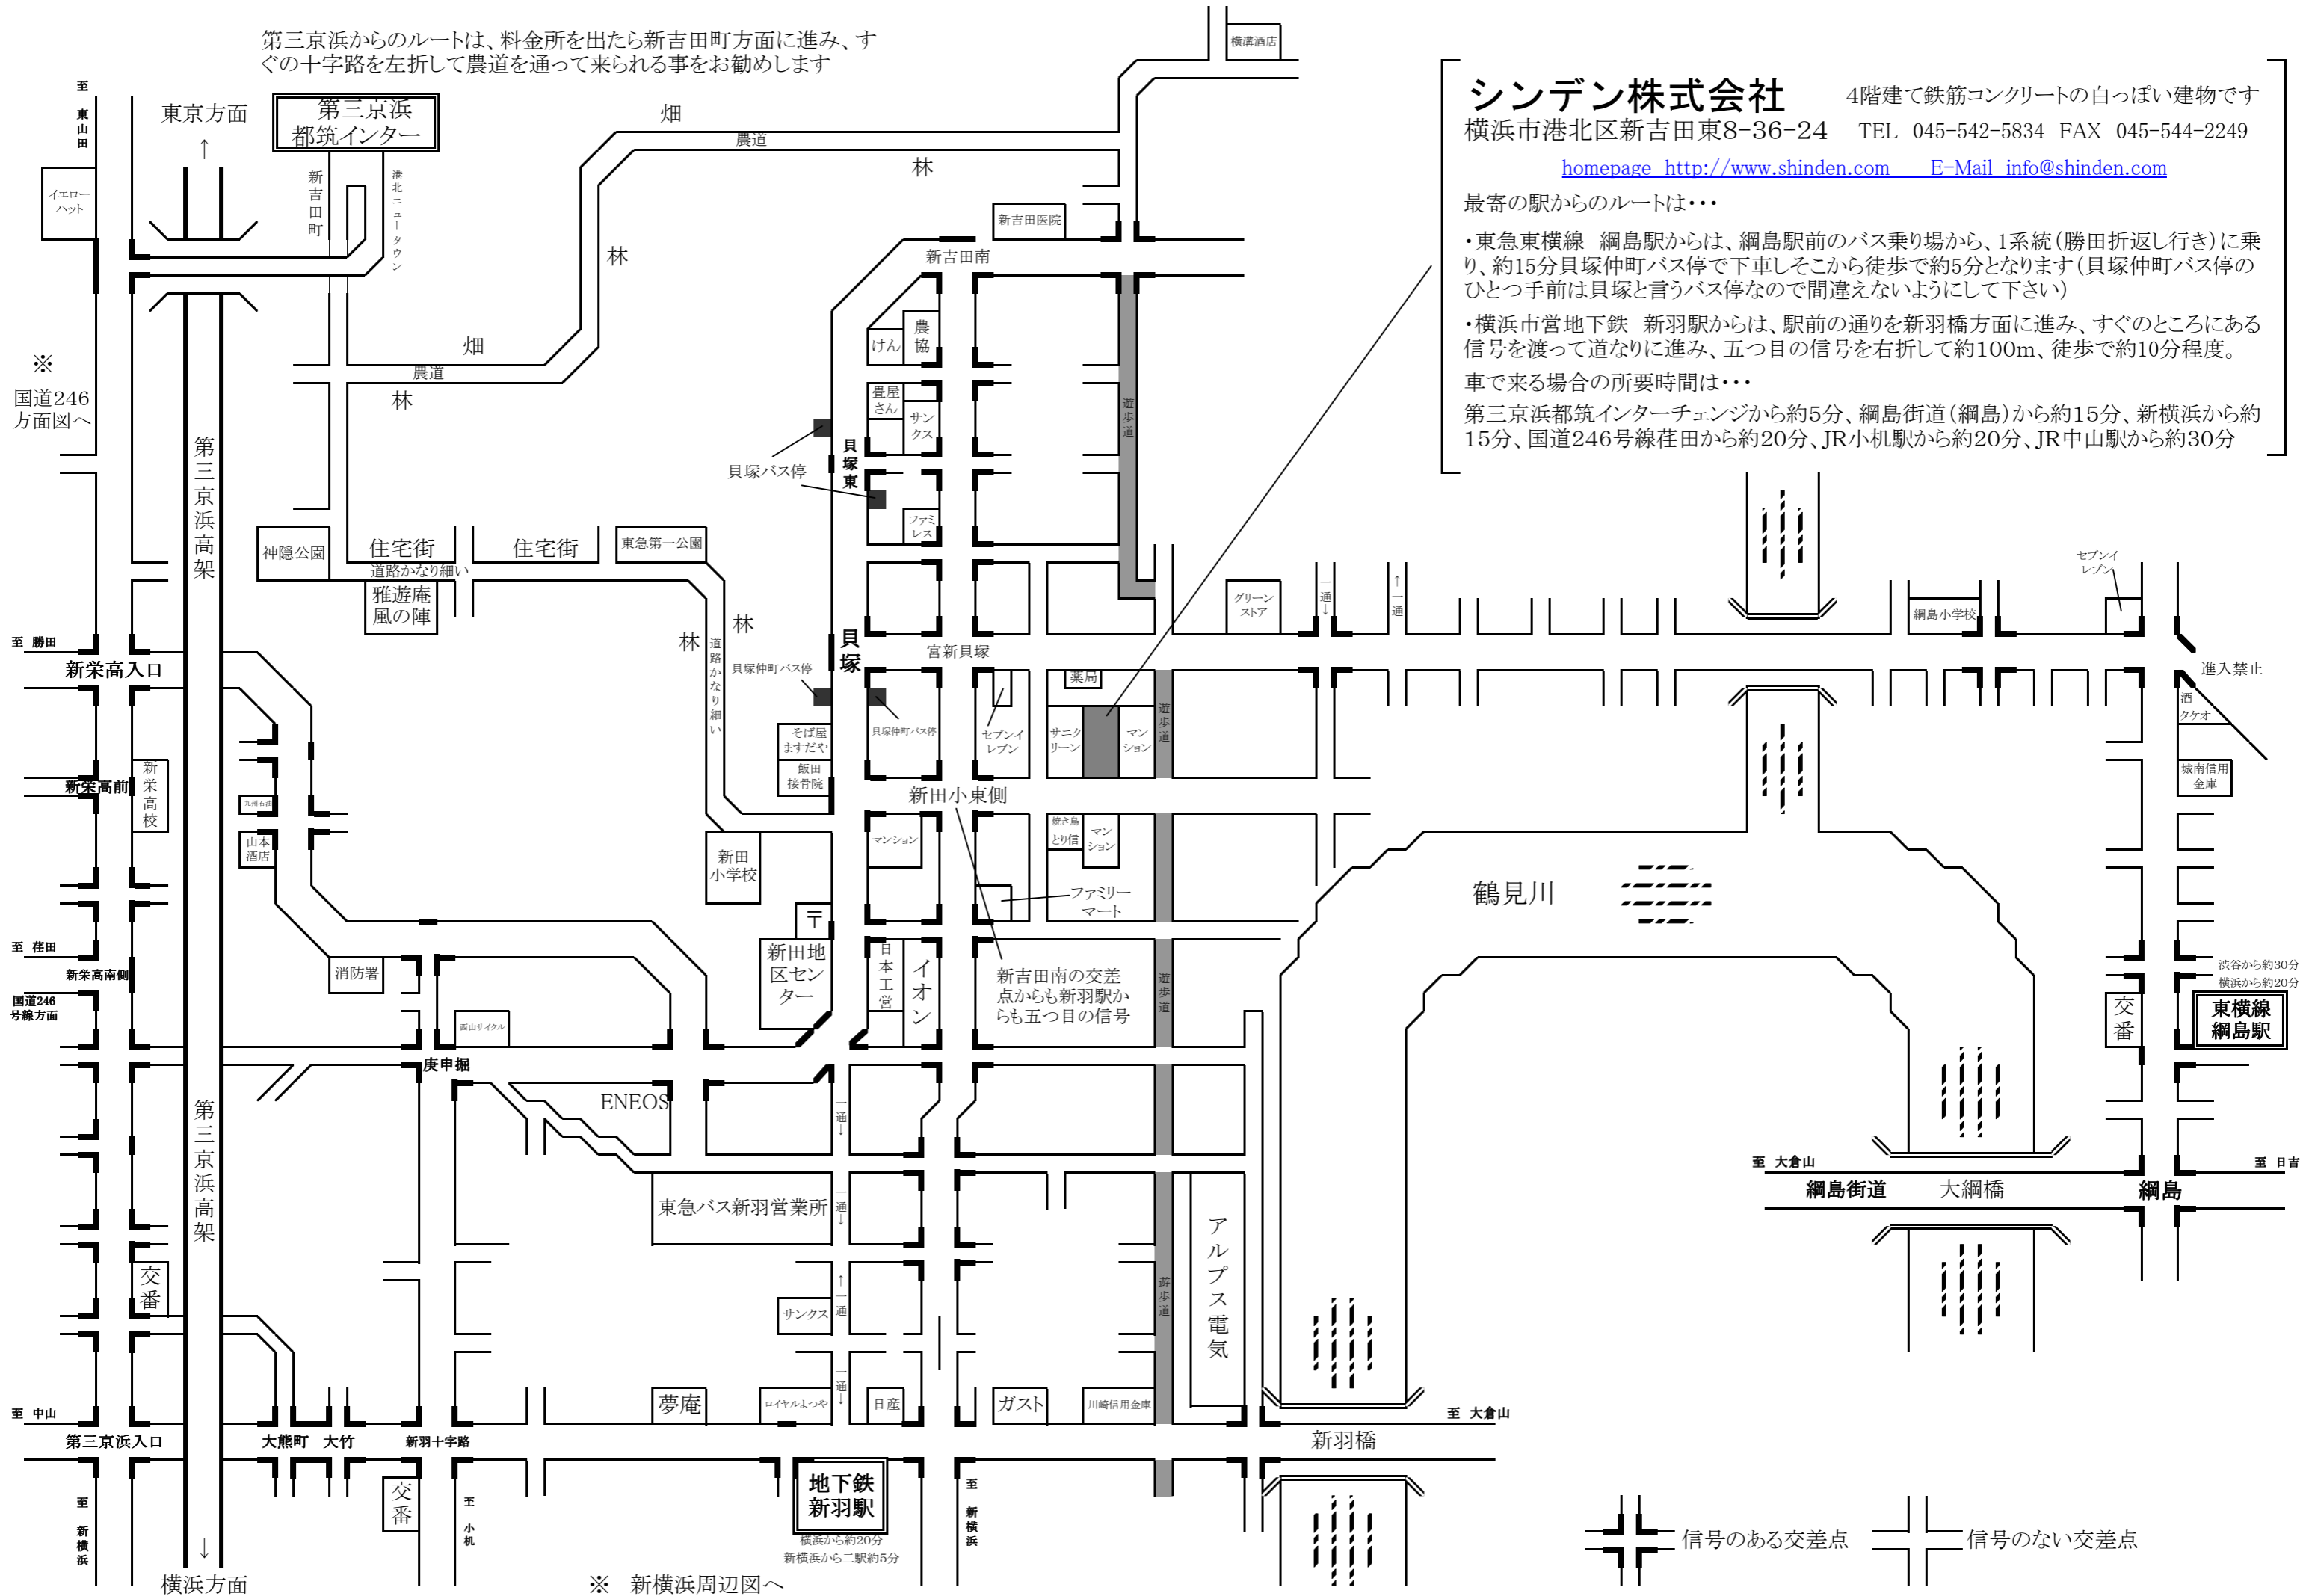 第三京浜からのルートは、料金所を出たら新吉田町方面に進み、す
ぐの十字路を左折して農道を通って来られる事をお勧めします
横溝酒店
シンデン株式会社
4階建て鉄筋コンクリートの白っぽい建物です
横浜市港北区新吉田東8-36-24 TEL 045-542-5834 FAX 045-544-2249
homepage http://www.shinden.com E-Mail info@shinden.com
最寄の駅からのルートは・・・
・東急東横線 綱島駅からは、綱島駅前のバス乗り場から、1系統(勝田折返し行き)に乗
り、約15分貝塚仲町バス停で下車しそこから徒歩で約5分となります(貝塚仲町バス停の
ひとつ手前は貝塚と言うバス停なので間違えないようにして下さい)
・横浜市営地下鉄 新羽駅からは、駅前の通りを新羽橋方面に進み、すぐのところにある
信号を渡って道なりに進み、五つ目の信号を右折して約100m、徒歩で約10分程度。
車で来る場合の所要時間は・・・
第三京浜都筑インターチェンジから約5分、綱島街道(綱島)から約15分、新横浜から約
15分、国道246号線荏田から約20分、JR小机駅から約20分、JR中山駅から約30分
至 東山田
東京方面
↑
第三京浜
都筑インター
イエロー
ハット
新吉田町
港北ニュータウン
畑
農道
林
新吉田医院
新吉田南
林
畑
農道
林
※
国道246
方面図へ
農協
けん
畳屋
さん
サン
クス
遊歩道
貝塚東
貝塚バス停
ファミ
レス
第三京浜高架
神隠公園
住宅街
住宅街
東急第一公園
道路かなり細い
雅遊庵
風の陣
林
林
道路かなり細い
グリーン
ストア
一通↓
↑一通
綱島小学校
セブンイ
レブン
至 勝田
新栄高入口
貝塚
宮新貝塚
貝塚仲町バス停
薬局
進入禁止
酒
タケオ
そば屋
ますだや
貝塚仲町バス停
セブンイ
レブン
サニク
リーン
マン
ション
遊歩道
飯田
接骨院
新栄高前
新栄高校
九州石油
城南信用
金庫
新田小東側
山本
酒店
新田
小学校
マンション
焼き鳥
とり信
マン
ション
鶴見川
ファミリー
マート
〒
至 荏田
新栄高南側
国道246
号線方面
消防署
新田地
区セン
ター
日本工営
イオン
新吉田南の交差
点からも新羽駅か
らも五つ目の信号
遊歩道
渋谷から約30分
横浜から約20分
交番
東横線
綱島駅
西山サイクル
庚申堀
ENEOS
一通↓
第三京浜高架
東急バス新羽営業所
一通↓
至 大倉山
至 日吉
綱島街道
大綱橋
綱島
アルプス電気
交番
サンクス
↑一通
遊歩道
至 中山
夢庵
ロイヤルよつや
一通↓
日産
ガスト
川崎信用金庫
至 大倉山
第三京浜入口
大熊町
大竹
新羽十字路
新羽橋
至 新横浜
交番
至 小机
地下鉄
新羽駅
至 新横浜
横浜から約20分
新横浜から二駅約5分
↓
横浜方面
※ 新横浜周辺図へ
信号のある交差点
信号のない交差点